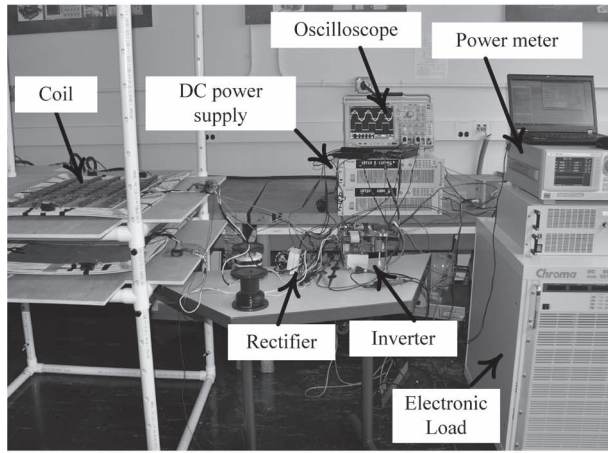 Oscilloscope
Power meter
Coil
DC power
supply
Chroma
Rectifier
Inverter
Electronic
Load